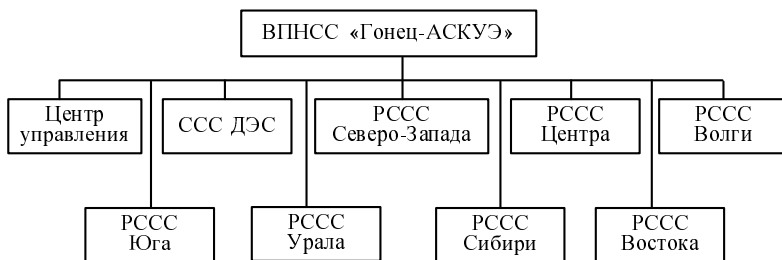 ВПНСС «Гонец-АСКУЭ»
Центр
управления
ССС ДЭС
РССС
Северо-Запада
РССС
Центра
РССС
Волги
РССС
Юга
РССС
Урала
РССС
Сибири
РССС
Востока